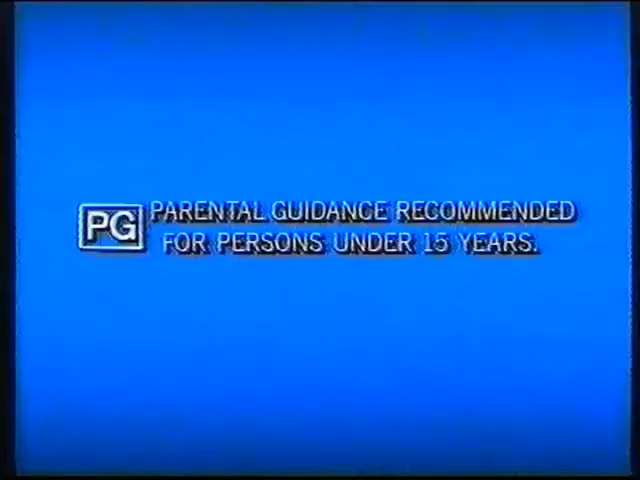 PG
PARENTAL GUIDANCE RECOMMENDED
FOR PERSONS UNDER 15 YEARS.